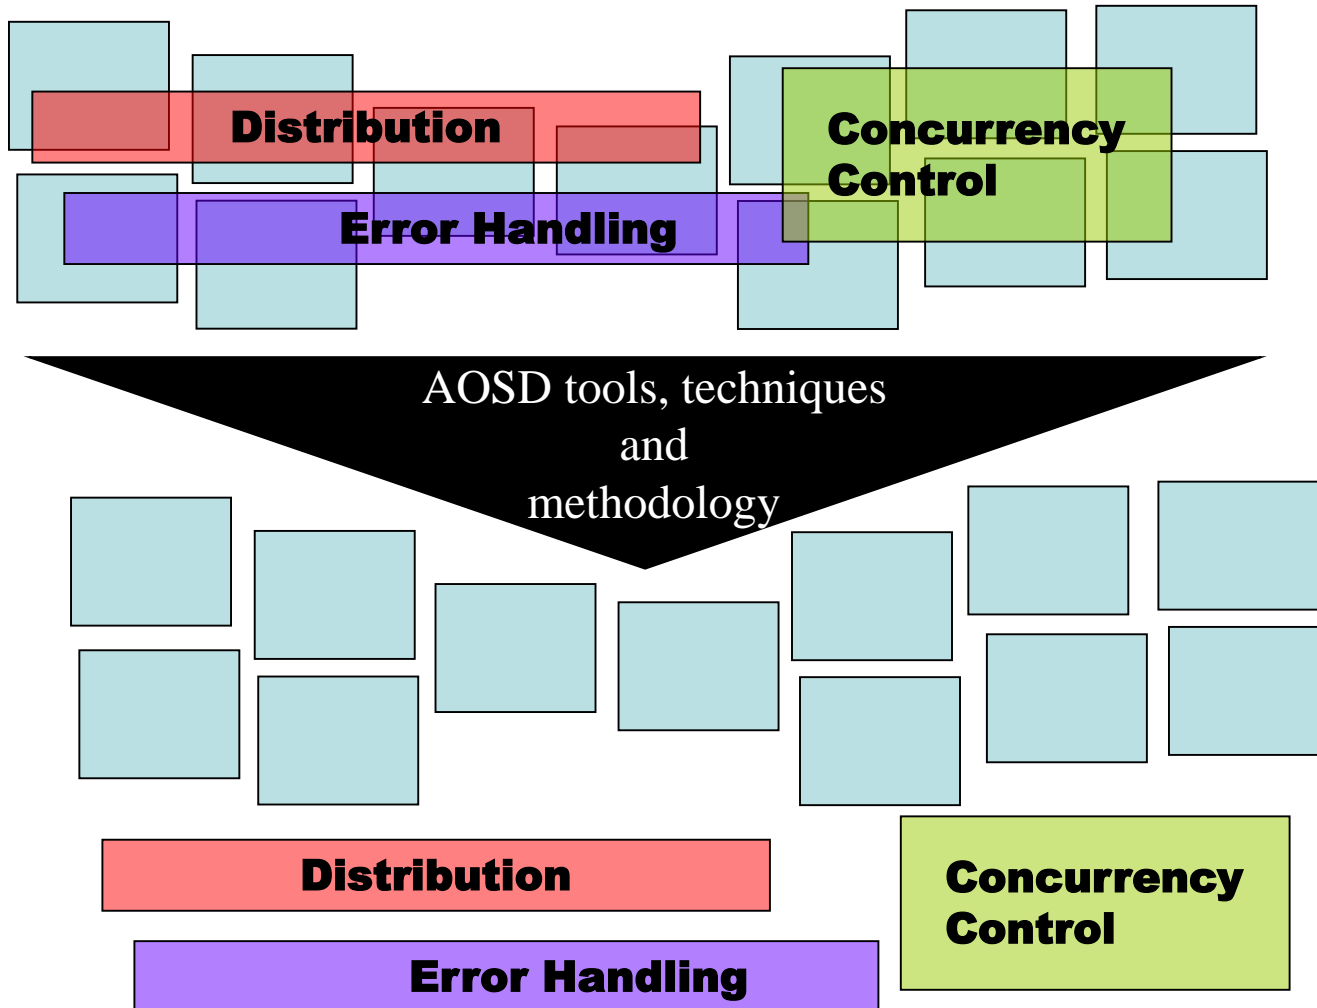 Distribution
Concurrency
Control
Error Handling
AOSD tools, techniques
and
methodology
Distribution
Concurrency
Control
Error Handling